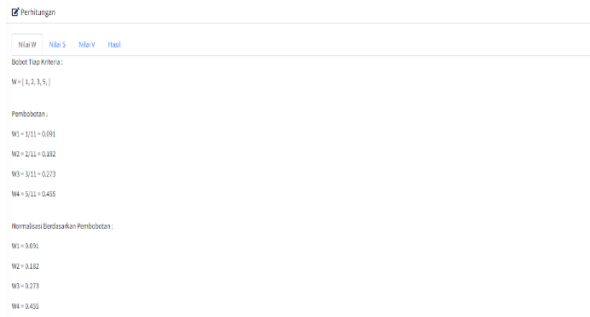 Perhitungan
Nilai W Nilai S Nilai V Hasil
Bobot Tiap Kriteria :
W = { 1, 2, 3, 5, }
Pembobotan :
W1 = 1/11 = 0.091
W2 = 2/11 = 0.182
W3 = 3/11 = 0.273
W4 = 5/11 = 0.455
Normalisasi Berdasarkan Pembobotan :
W1 = 0.091
W2 = 0.182
W3 = 0.273
W4 = 0.455